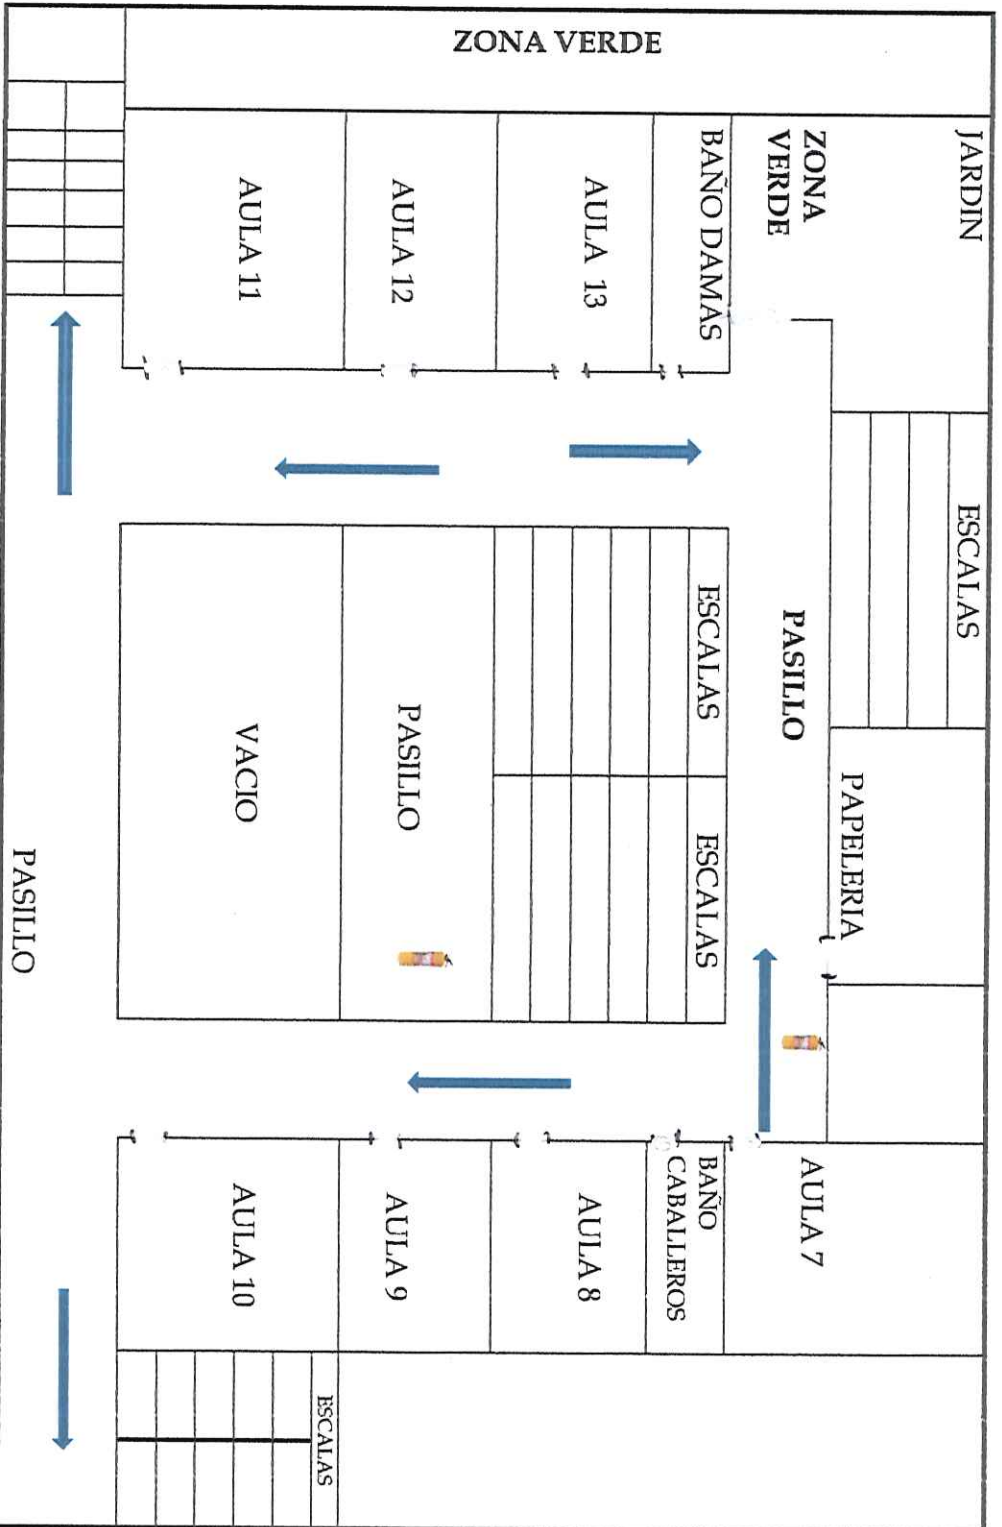 ZONA VERDE
JARDIN
ZONA
VERDE
BAÑO DAMAS
AULA 13
AULA 12
AULA 11
ESCALAS
PASILLO
ESCALAS
ESCALAS
PASILLO
VACIO
PAPELERIA
PASILLO
AULA 7
BAÑO
CABALLEROS
AULA 8
AULA 9
AULA 10
ESCALAS